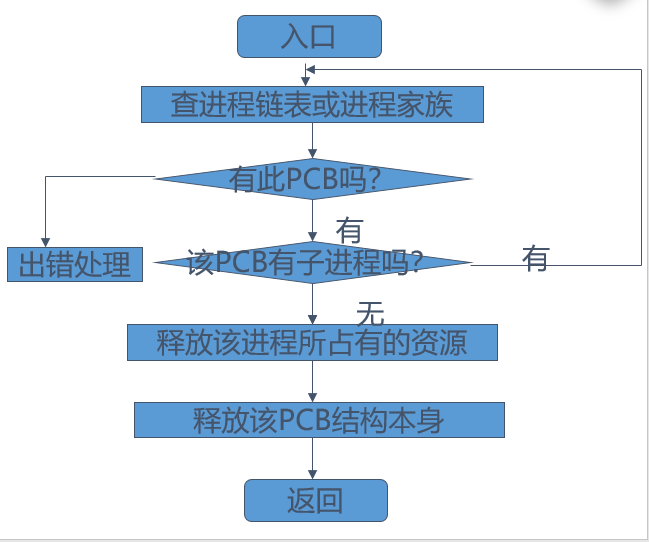 入口
查进程链表或进程家族
有此PCB吗?
有
出错处理
该PCB有子进程吗?
有
无
释放该进程所占有的资源
释放该PCB结构本身
返回